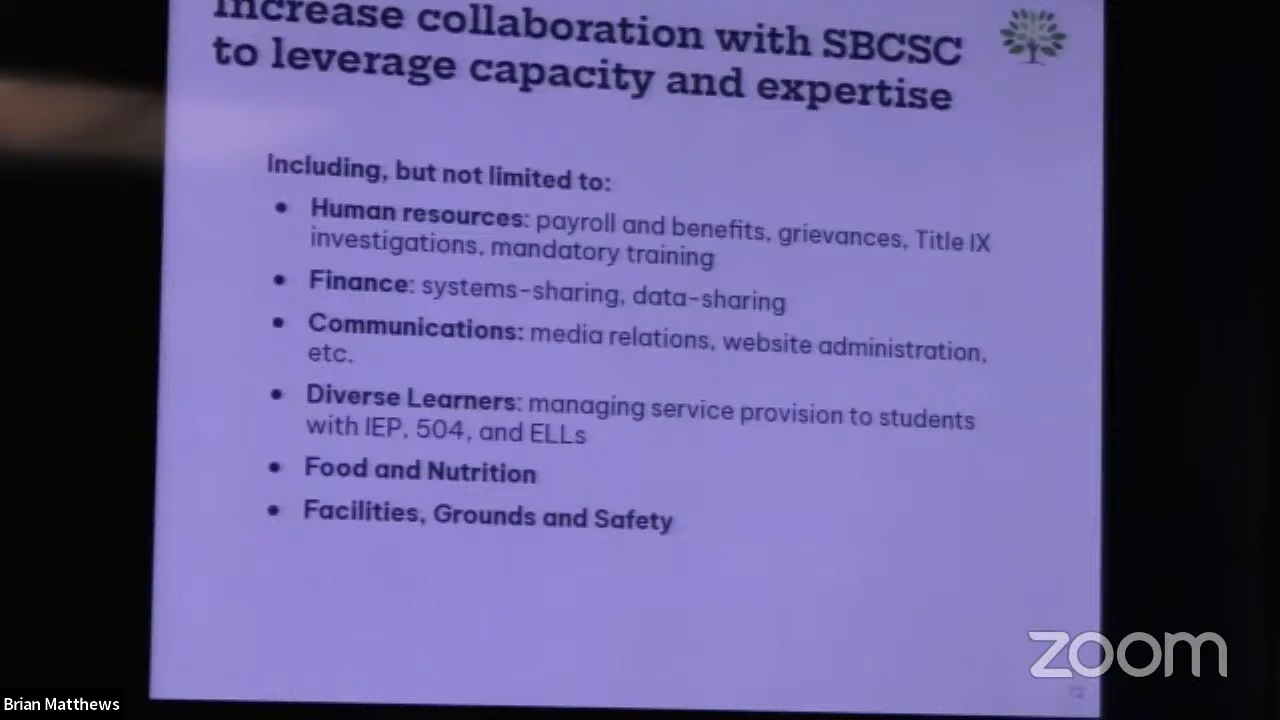 Increase collaboration with SBCSC
to leverage capacity and expertise
Including, but not limited to:
• Human resources: payroll and benefits, grievances, Title IX
investigations, mandatory training
• Finance: systems-sharing, data-sharing
• Communications: media relations, website administration,
etc.
• Diverse Learners: managing service provision to students
with IEP, 504, and ELLs
• Food and Nutrition
• Facilities, Grounds and Safety
zoom
Brian Matthews